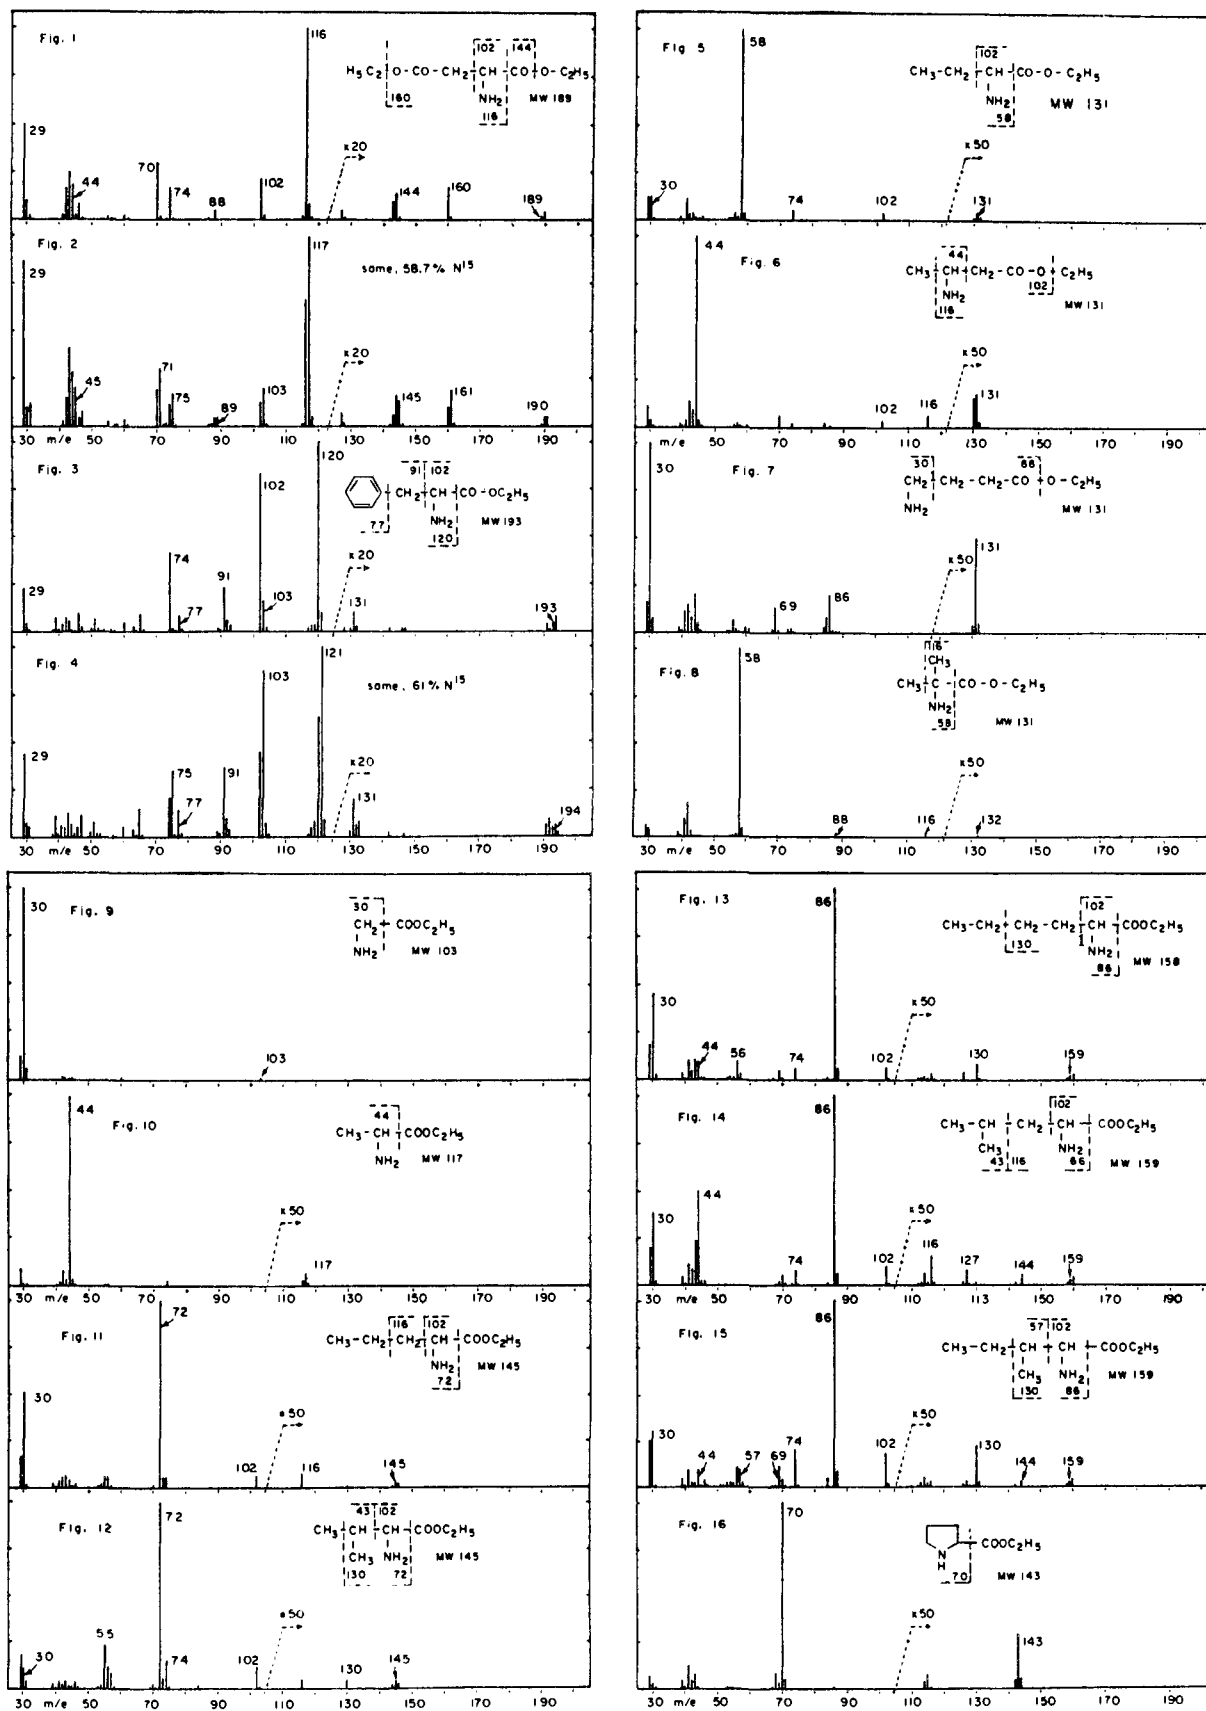 Fig. 1
116
102 144
H5C2 O-CO-CH2 CH CO O-C2H5
NH2
MW 189
160
116
29
44
70
74
88
102
x20
144
160
189
Fig. 2
same, 58.7% N15
117
29
45
71
75
89
103
x20
145
161
190
30 m/e 50 70 90 110 130 150 170 190
Fig. 3
120
102
91 102
CH2 CH CO-OC2H5
NH2
MW 193
77
120
29
74
77
91
103
x20
131
193
Fig. 4
same, 61% N15
121
103
29
75
77
91
x20
131
194
30 m/e 50 70 90 110 130 150 170 190
Fig 5
58
102
CH3-CH2 CH CO-O-C2H5
NH2
MW 131
58
30
74
102
x50
131
Fig. 6
44
44
CH3 CH CH2-CO-O C2H5
NH2
102
MW 131
116
x50
102
116
131
30 m/e 50 70 90 110 130 150 170 190
Fig. 7
30
30 86
CH2 CH2-CH2-CO O-C2H5
NH2
MW 131
x50
69
86
131
Fig. 8
58
116
CH3
CH3 C CO-O-C2H5
NH2
MW 131
58
x50
88
116
132
30 m/e 50 70 90 110 130 150 170 190
Fig. 9
30
30
CH2 COOC2H5
NH2
MW 103
103
Fig. 10
44
44
CH3-CH COOC2H5
NH2
MW 117
x50
117
30 m/e 50 70 90 110 130 150 170 190
Fig. 11
72
116 102
CH3-CH2 CH2 CH COOC2H5
NH2
MW 145
72
30
x50
102
116
145
Fig. 12
72
43 102
CH3 CH CH COOC2H5
CH3 NH2
MW 145
130 72
30
55
74
x50
102
130
145
30 m/e 50 70 90 110 130 150 170 190
Fig. 13
86
102
CH3-CH2 CH2-CH2 CH COOC2H5
NH2
MW 158
130
86
30
44
56
74
x50
102
130
159
Fig. 14
86
102
CH3-CH CH2 CH COOC2H5
CH3 NH2
MW 159
43 116 66
30
44
74
x50
102
116
127
144
159
30 m/e 50 70 90 113 130 150 170 190
Fig. 15
86
57 102
CH3-CH2 CH CH COOC2H5
CH3 NH2
MW 159
130 86
30
44
57
69
74
x50
102
130
144
159
Fig. 16
70
N
H
COOC2H5
70
MW 143
x50
143
30 m/e 50 70 90 110 130 150 170 190